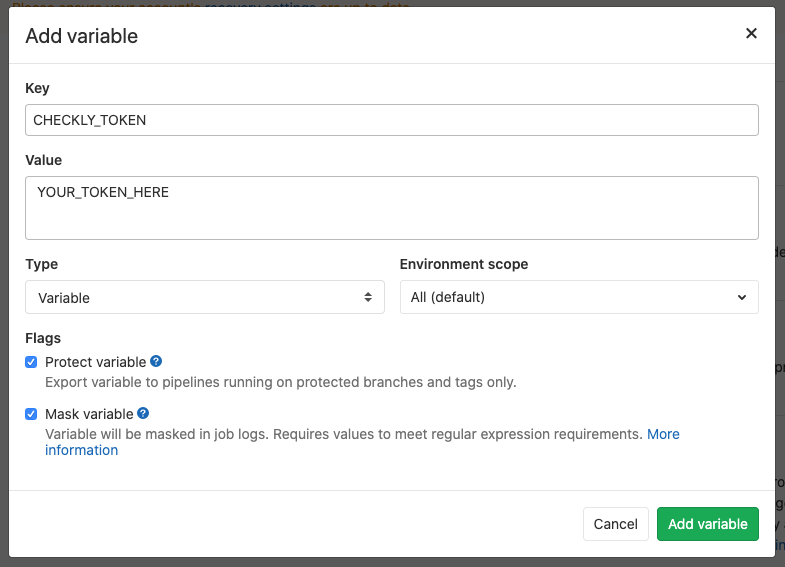 Add variable
Key
CHECKLY_TOKEN
Value
YOUR_TOKEN_HERE
Type
Environment scope
Variable
All (default)
Flags
Protect variable
Export variable to pipelines running on protected branches and tags only.
Mask variable
Variable will be masked in job logs. Requires values to meet regular expression requirements. More
information
Cancel
Add variable